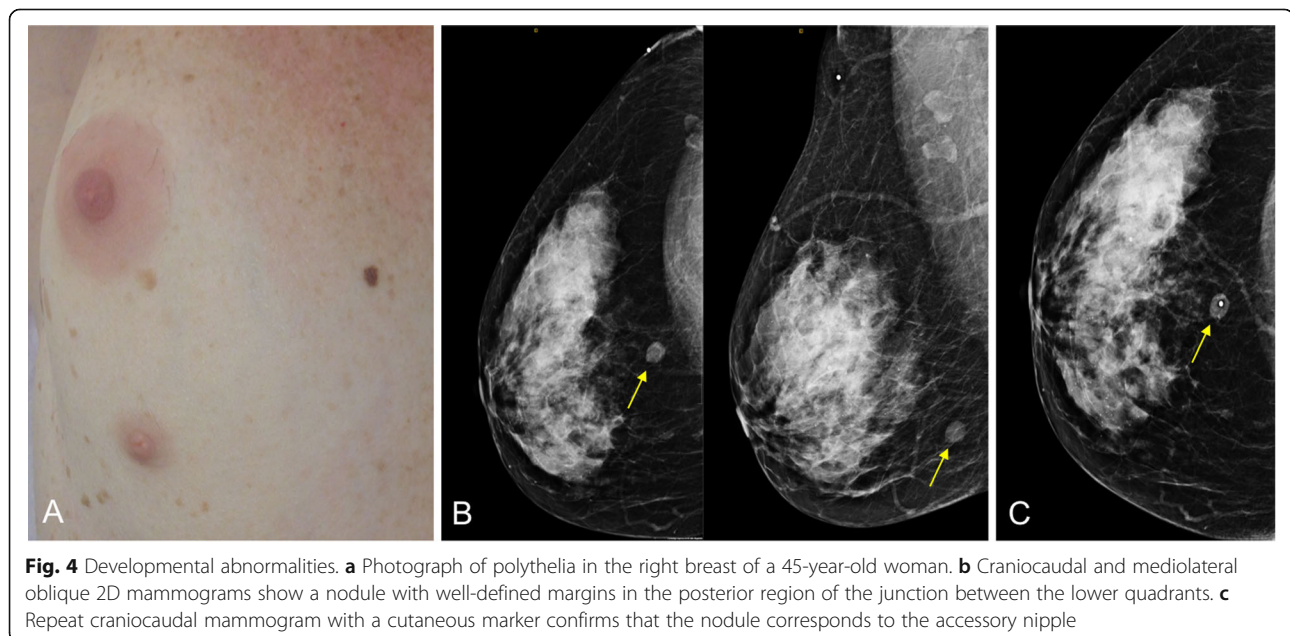 A
B
C
Fig. 4 Developmental abnormalities. a Photograph of polythelia in the right breast of a 45-year-old woman. b Craniocaudal and mediolateral
oblique 2D mammograms show a nodule with well-defined margins in the posterior region of the junction between the lower quadrants. c
Repeat craniocaudal mammogram with a cutaneous marker confirms that the nodule corresponds to the accessory nipple